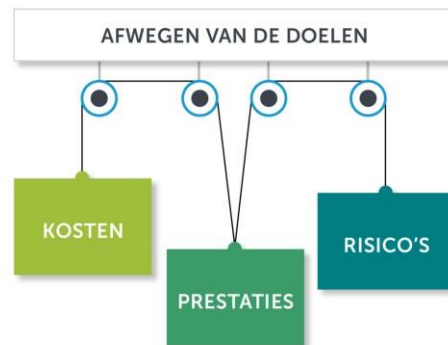 AFWEGEN VAN DE DOELEN
KOSTEN
PRESTATIES
RISICO'S